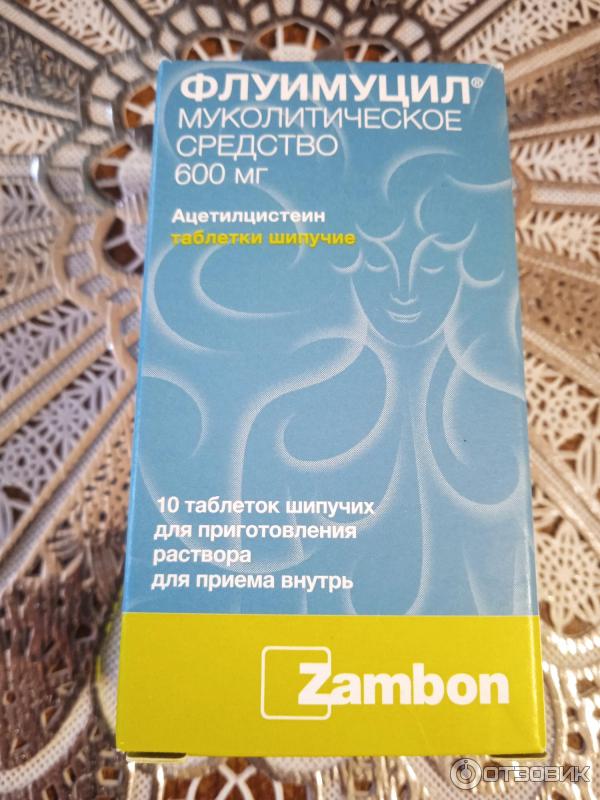 ФЛУИМУЦИЛ®
МУКОЛИТИЧЕСКОЕ
СРЕДСТВО
600 мг
Ацетилцистеин
таблетки шипучие
10 таблеток шипучих
для приготовления
раствора
для приема внутрь
Zambon
ОТЗОВИК